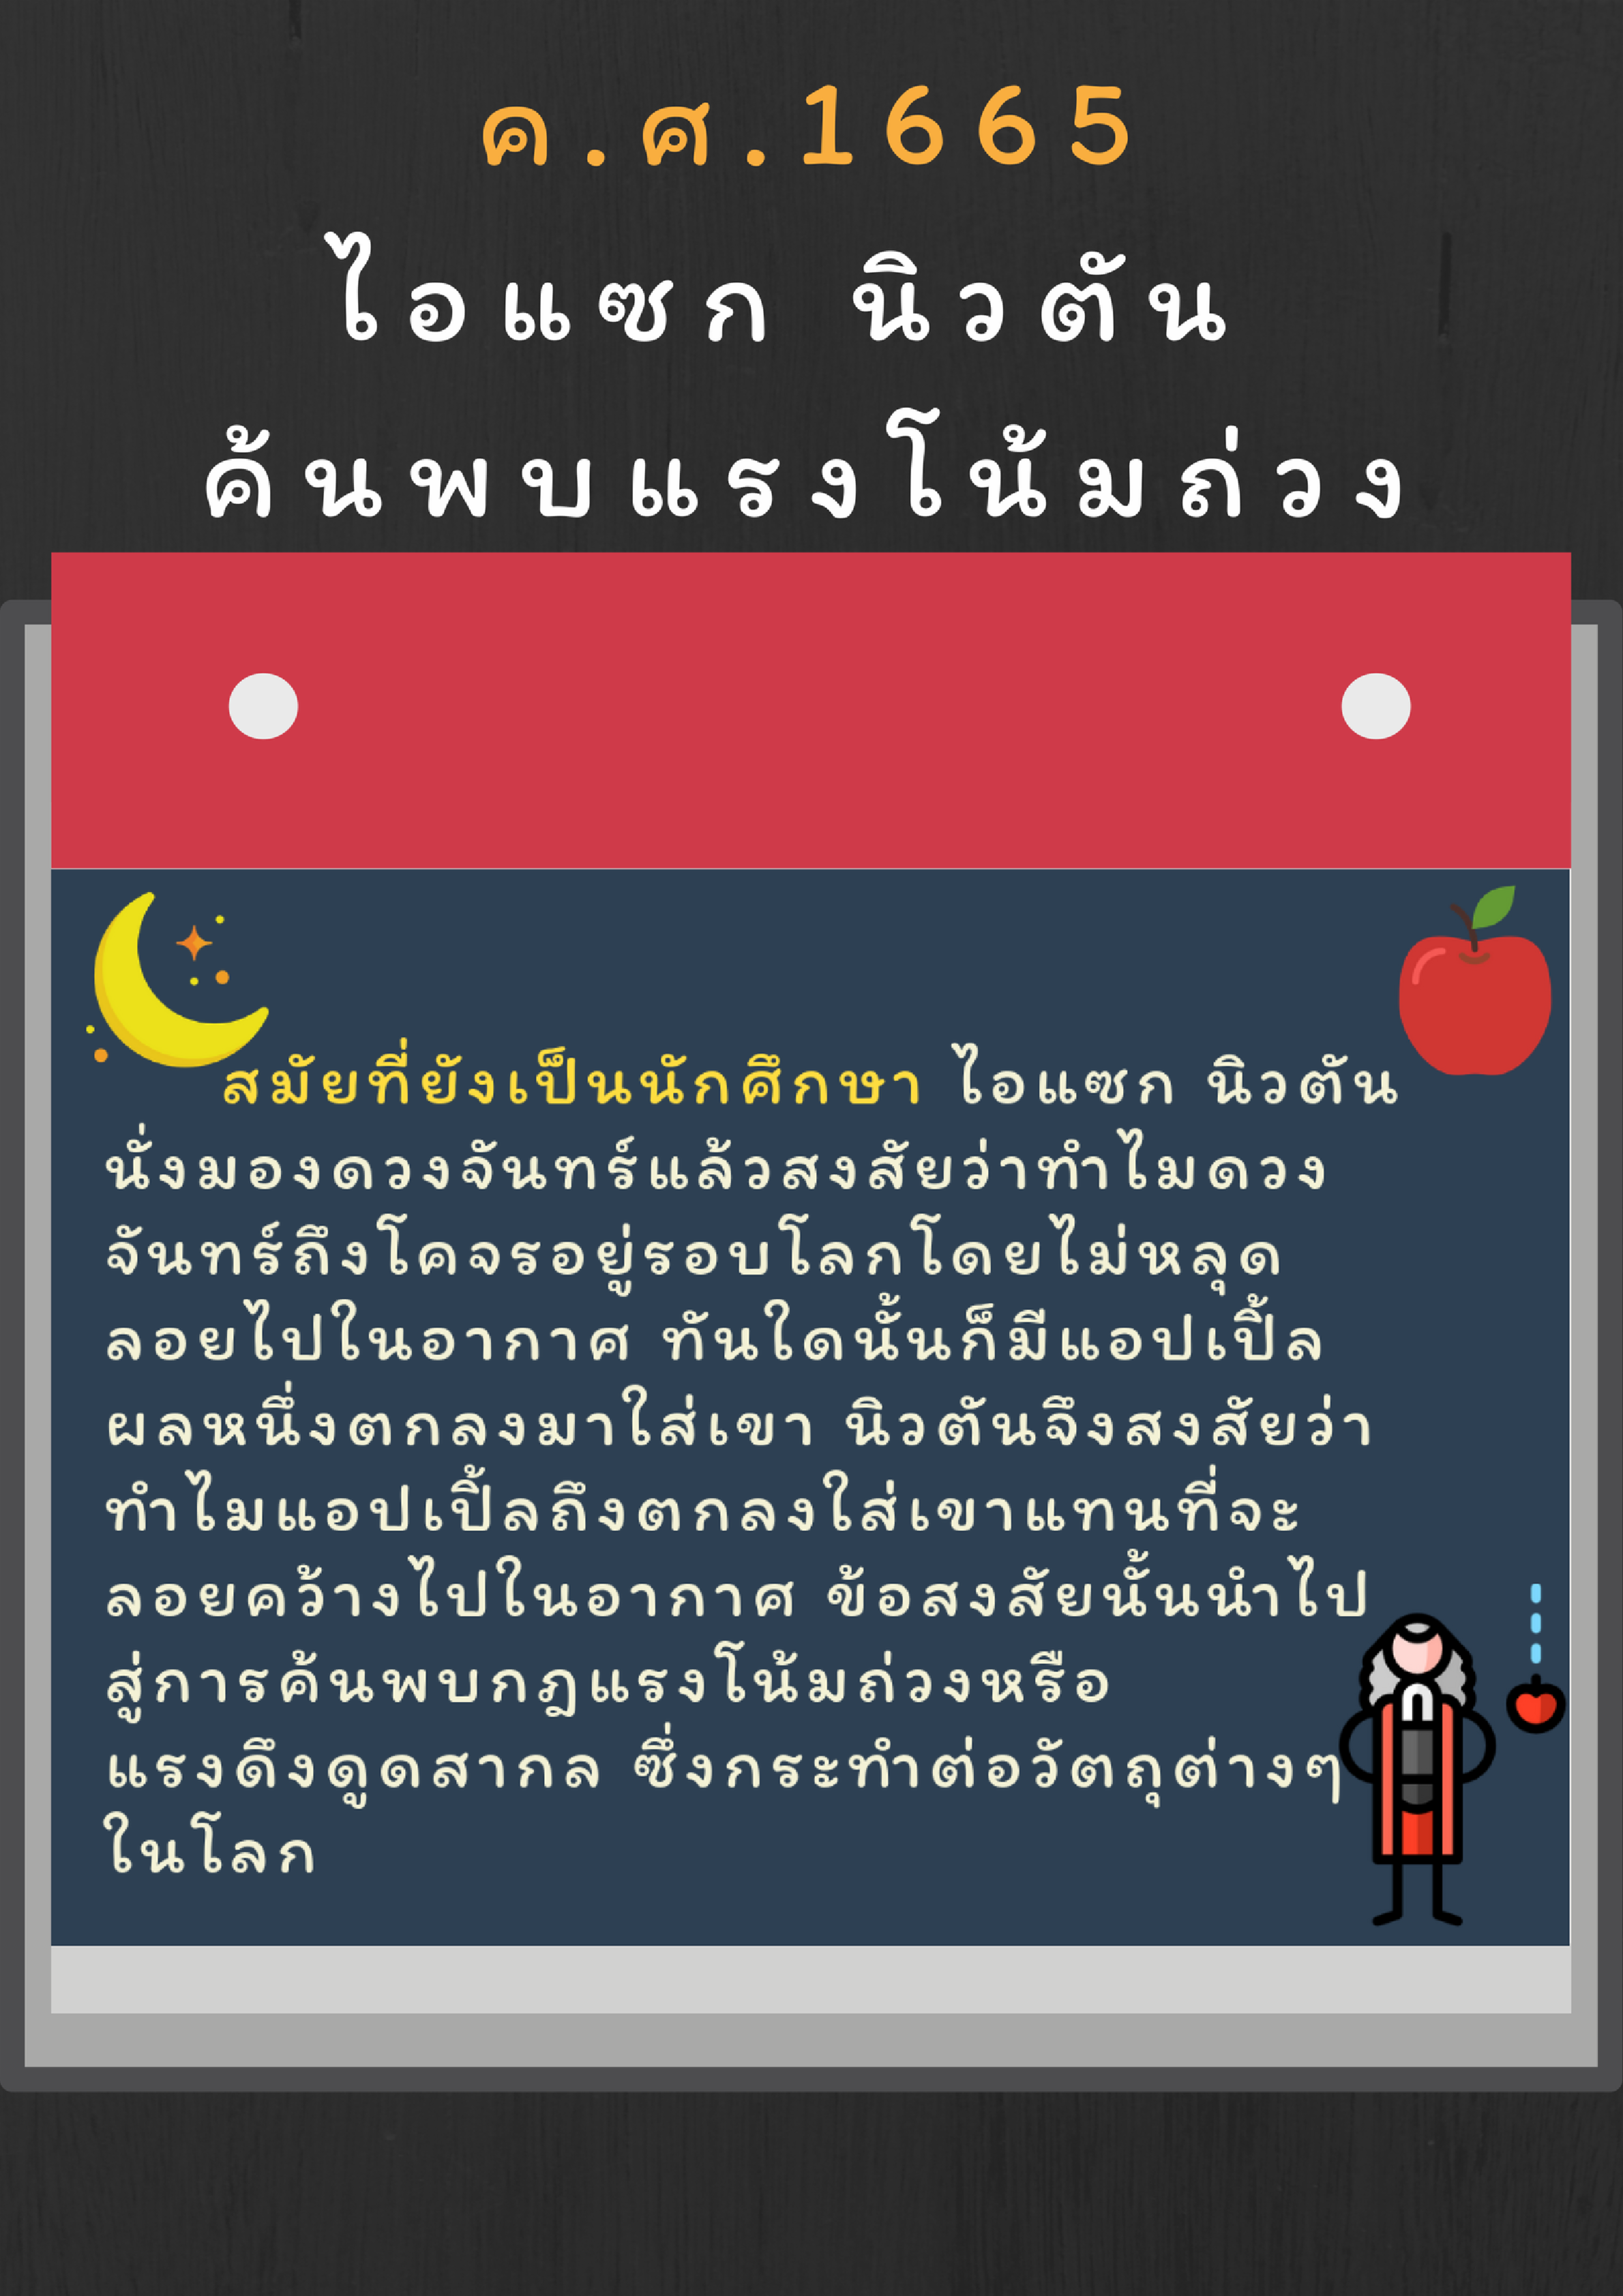 ค.ศ.1665
ไอแซก นิวตัน
ค้นพบแรงโน้มถ่วง
สมัยที่ยังเป็นนักศึกษา ไอแซก นิวตัน
นั่งมองดวงจันทร์แล้วสงสัยว่าทำไมดวง
จันทร์ถึงโคจรอยู่รอบโลกโดยไม่หลุด
ลอยไปในอากาศ ทันใดนั้นก็มีแอปเปิ้ล
ผลหนึ่งตกลงมาใส่เขา นิวตันจึงสงสัยว่า
ทำไมแอปเปิ้ลถึงตกลงใส่เขาแทนที่จะ
ลอยคว้างไปในอากาศ ข้อสงสัยนั้นนำไป
สู่การค้นพบกฎแรงโน้มถ่วงหรือ
แรงดึงดูดสากล ซึ่งกระทำต่อวัตถุต่างๆ
ในโลก